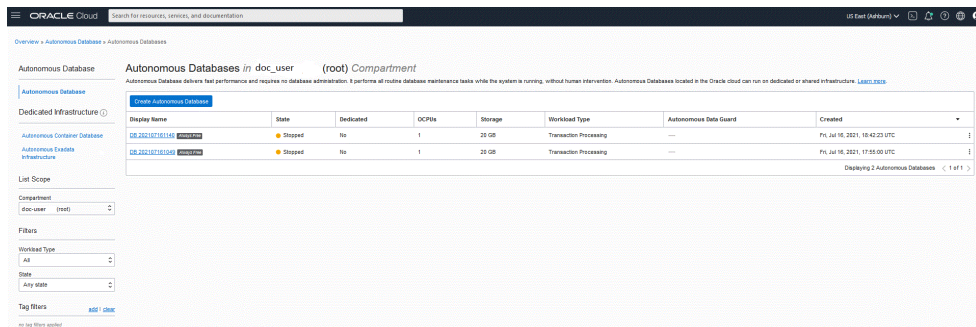 ORACLE Cloud
Search for resources, services, and documentation
US East (Ashburn)
Overview » Autonomous Database » Autonomous Databases
Autonomous Database
Autonomous Database
Dedicated Infrastructure
Autonomous Container Database
Autonomous Exadata
Infrastructure
List Scope
Compartment
doc-user (root)
Filters
Workload Type
All
State
Any state
Tag filters add | clear
no tag filters applied
Autonomous Databases in doc_user (root) Compartment
Autonomous Database delivers fast performance and requires no database administration. It performs all routine database maintenance tasks while the system is running, without human intervention. Autonomous Databases located in the Oracle cloud can run on dedicated or shared infrastructure. Learn more.
Create Autonomous Database
Display Name State Dedicated OCPUs Storage Workload Type Autonomous Data Guard Created
DB 202107161140 Always Free Stopped No 1 20 GB Transaction Processing — Fri, Jul 16, 2021, 16:42:23 UTC
DB 202107161049 Always Free Stopped No 1 20 GB Transaction Processing — Fri, Jul 16, 2021, 17:55:00 UTC
Displaying 2 Autonomous Databases < 1 of 1 >